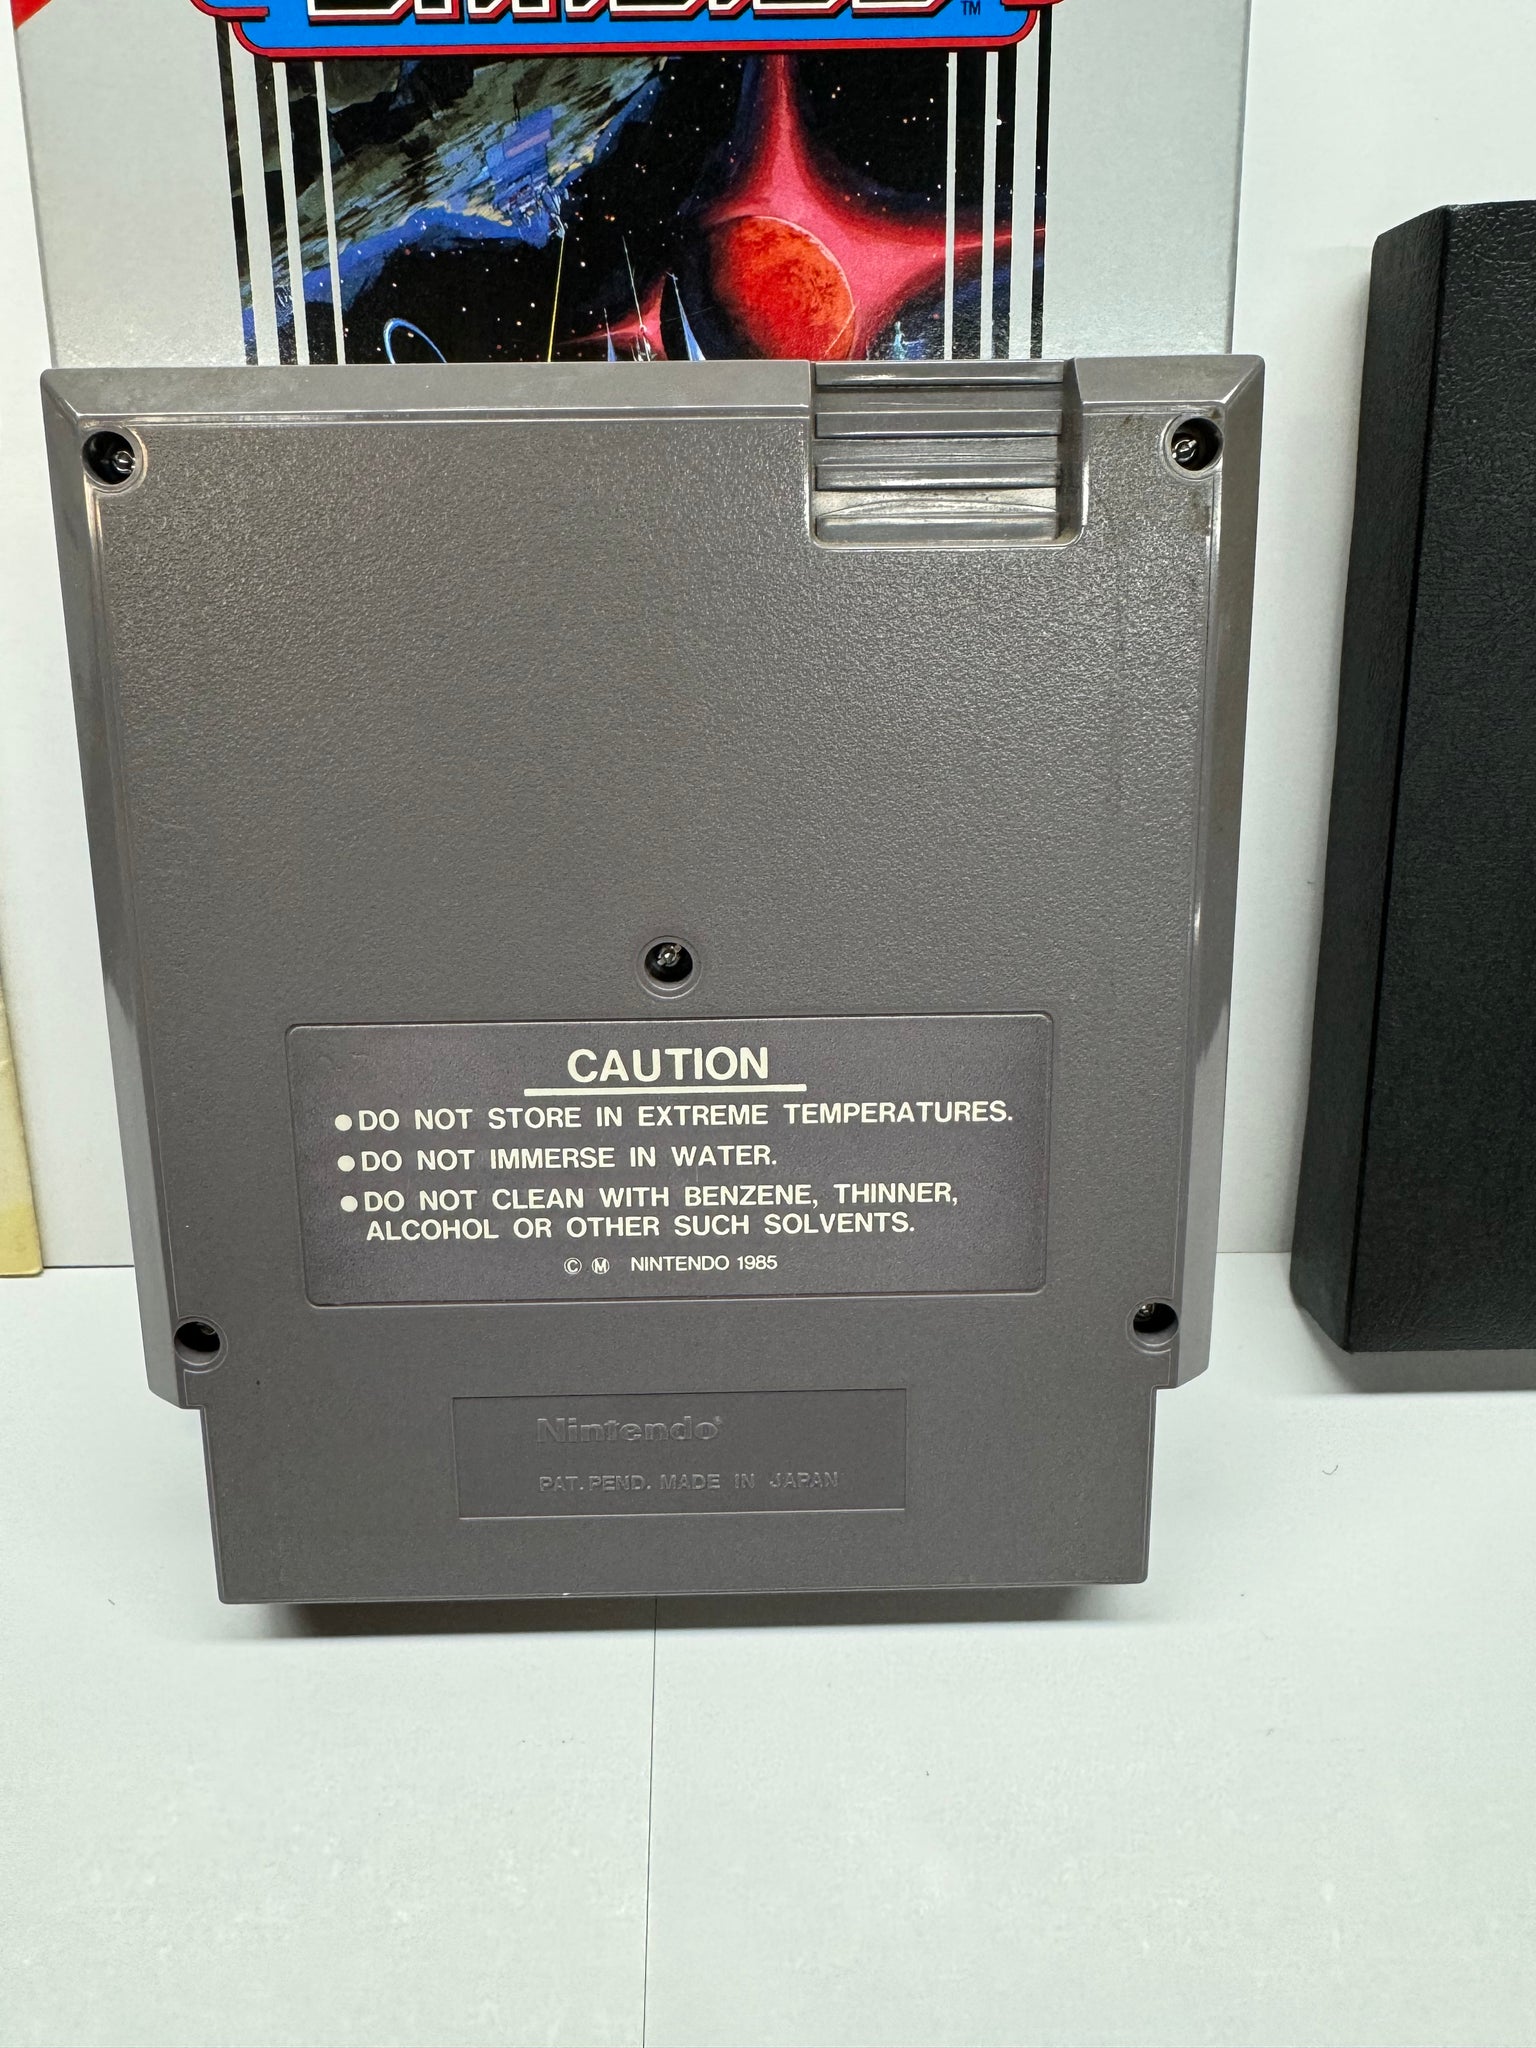 TM
CAUTION
●DO NOT STORE IN EXTREME TEMPERATURES.
●DO NOT IMMERSE IN WATER.
●DO NOT CLEAN WITH BENZENE, THINNER,
ALCOHOL OR OTHER SUCH SOLVENTS.
Ⓒ Ⓜ NINTENDO 1985
Nintendo®
PAT. PEND. MADE IN JAPAN